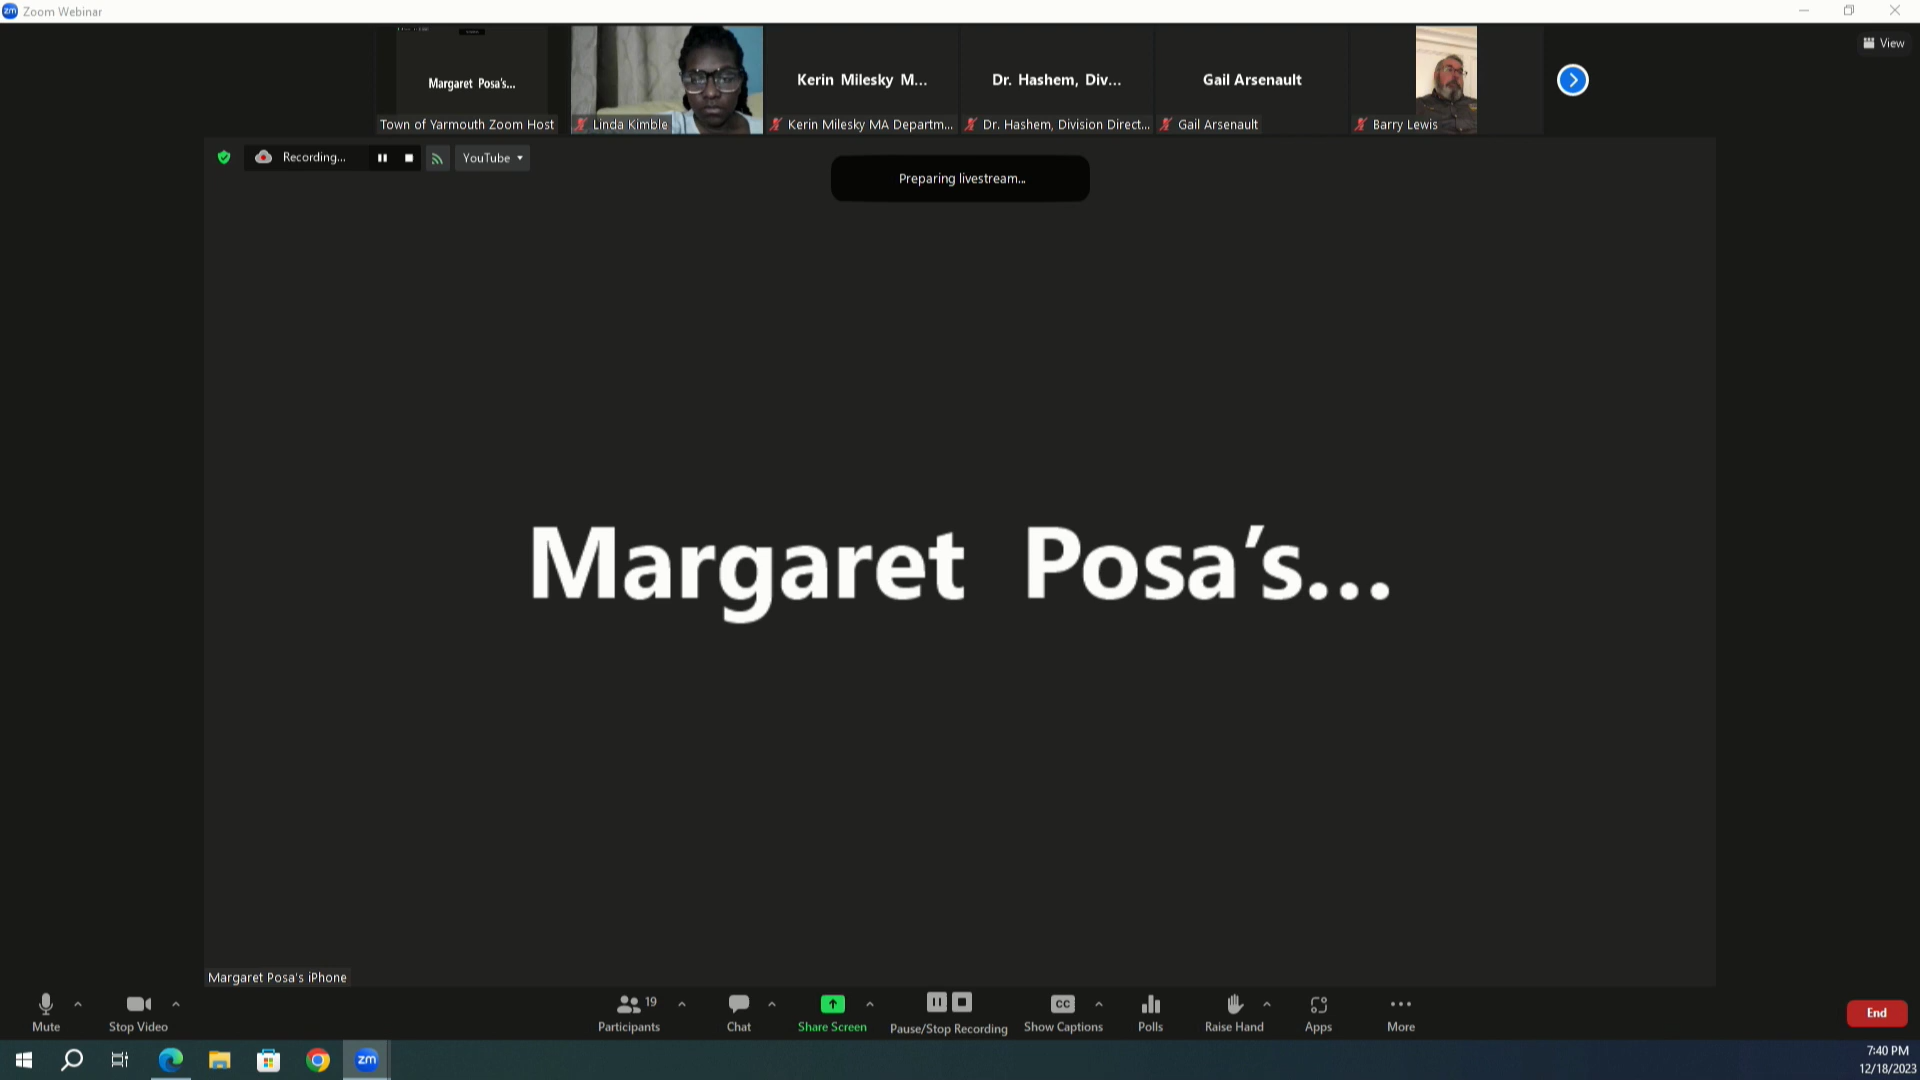 zm Zoom Webinar
View
Margaret Posa's...
Kerin Milesky M...
Dr. Hashem, Div...
Gail Arsenault
Town of Yarmouth Zoom Host
Linda Kimble
Kerin Milesky MA Departm...
Dr. Hashem, Division Direct...
Gail Arsenault
Barry Lewis
Recording...
YouTube
Preparing livestream...
Margaret Posa's...
Margaret Posa's iPhone
Mute
Stop Video
19
Participants
Chat
Share Screen
Pause/Stop Recording
CC
Show Captions
Polls
Raise Hand
Apps
More
End
zm
7:40 PM
12/18/2023